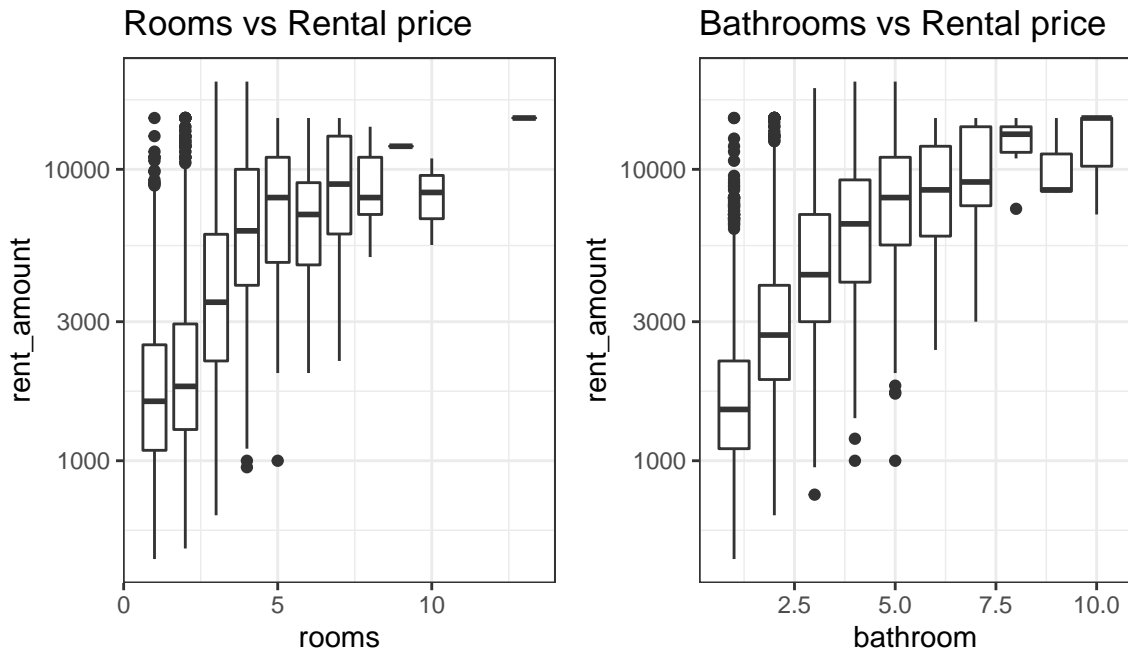 Rooms vs Rental price
rent_amount
10000
3000
1000
0
5
10
rooms
Bathrooms vs Rental price
rent_amount
10000
3000
1000
2.5
5.0
7.5
10.0
bathroom